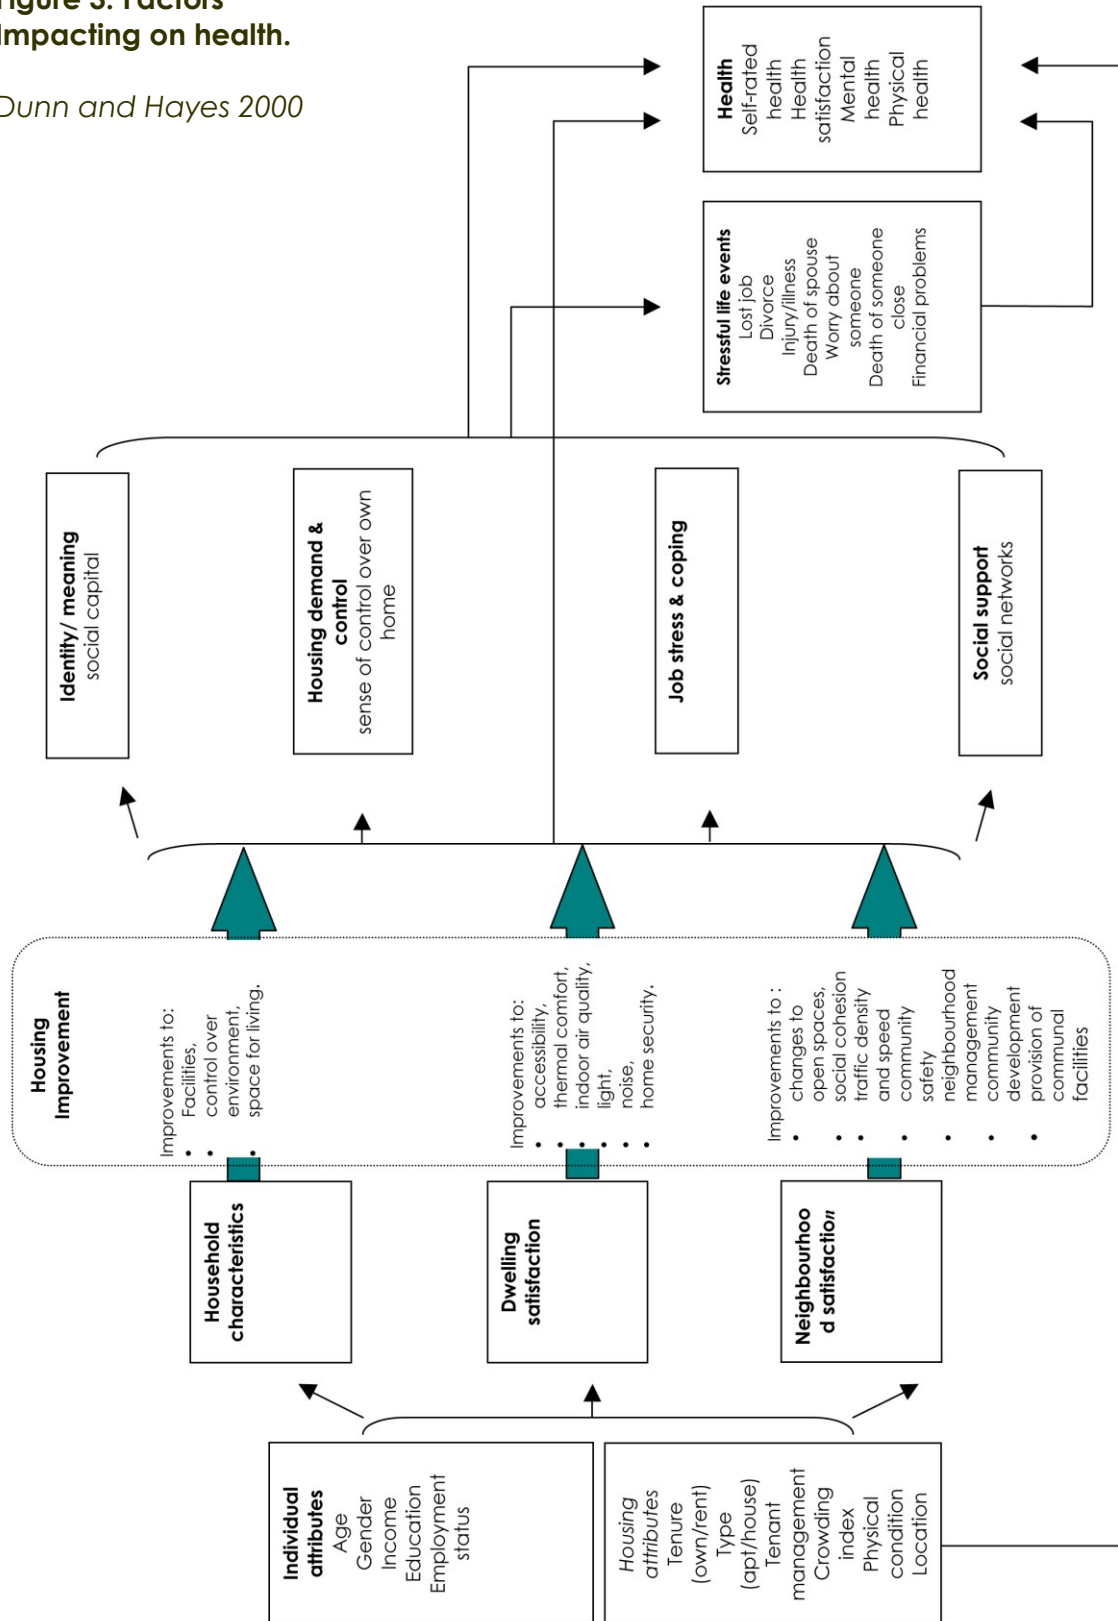 Figure 3. Factors
Impacting on health.
Dunn and Hayes 2000
Individual
attributes
Age
Gender
Income
Education
Employment
status
Housing
attributes
Tenure
(own/rent)
Type
(apt/house)
Tenant
management
Crowding
index
Physical
condition
Location
Household
characteristics
Dwelling
satisfaction
Neighbourhoo
d satisfaction
Housing
Improvement
Improvements to:
• Facilities,
• control over
environment,
• space for living.
Improvements to:
• accessibility,
• thermal comfort,
• indoor air quality,
• light,
• noise,
• home security.
Improvements to :
• changes to
open spaces,
• social cohesion
• traffic density
and speed
• community
safety
• neighbourhood
management
• community
development
• provision of
communal
facilities
Identity/ meaning
social capital
Housing demand &
control
sense of control over own
home
Job stress & coping
Social support
social networks
Stressful life events
Lost job
Divorce
Injury/illness
Death of spouse
Worry about
someone
Death of someone
close
Financial problems
Health
Self-rated
health
Health
satisfaction
Mental
health
Physical
health